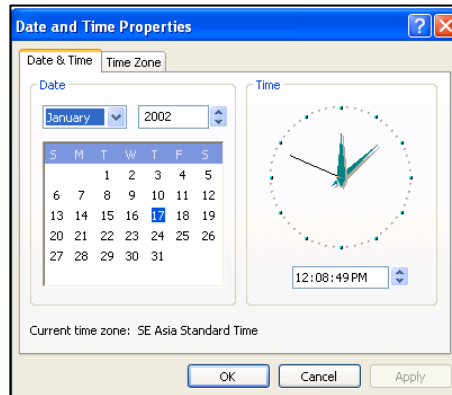 Date and Time Properties
Date & Time Time Zone
Date
January 2002
S M T W T F S
1 2 3 4 5
6 7 8 9 10 11 12
13 14 15 16 17 18 19
20 21 22 23 24 25 26
27 28 29 30 31
Time
12:08:49 PM
Current time zone: SE Asia Standard Time
OK Cancel Apply